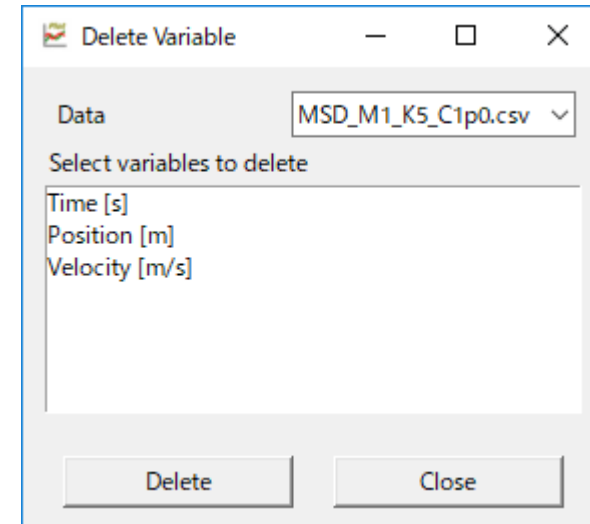 Delete Variable
Data MSD_M1_K5_C1p0.csv
Select variables to delete
Time [s]
Position [m]
Velocity [m/s]
Delete Close